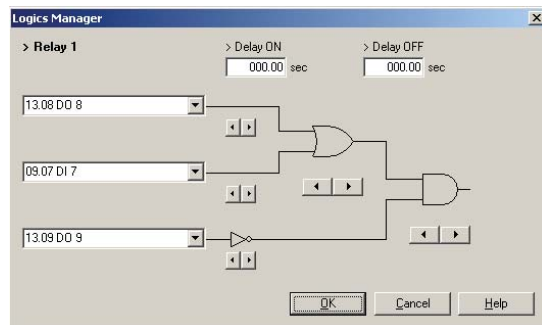 Logics Manager
> Relay 1
> Delay ON
> Delay OFF
000.00 sec
000.00 sec
13.08 DO 8
09.07 DI 7
13.09 DO 9
OK
Cancel
Help